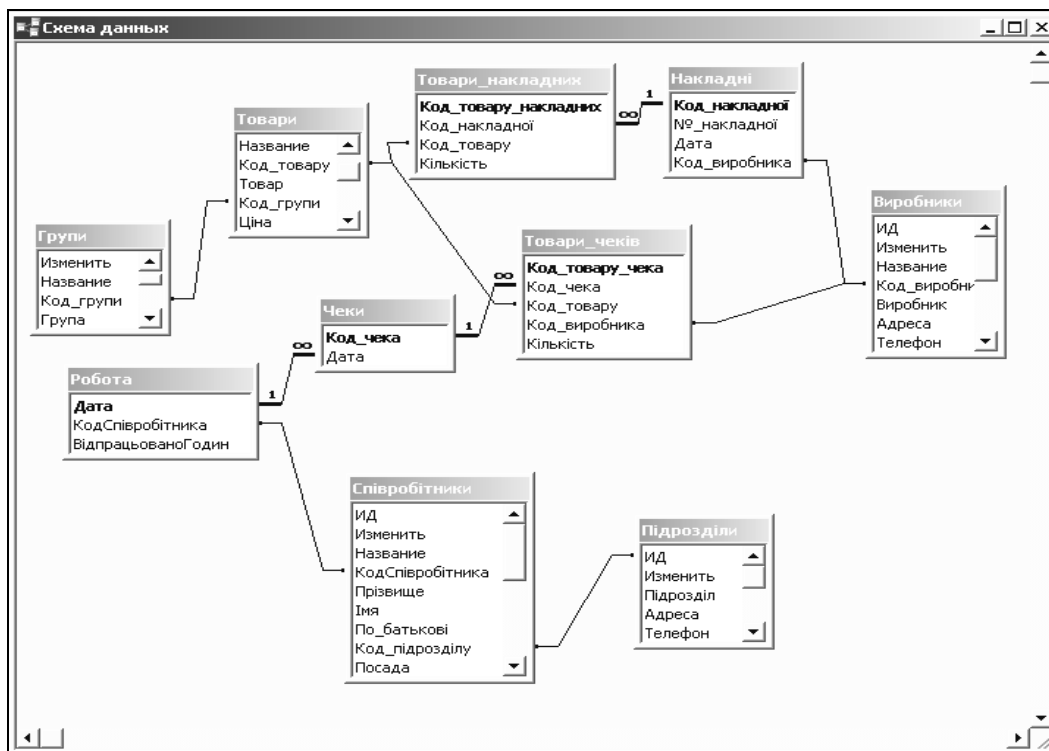 Схема данных
Товари_накладних
Код_товару_накладних
Код_накладної
Код_товару
Кількість
Накладні
Код_накладної
№_накладної
Дата
Код_виробника
Товари
Название
Код_товару
Товар
Код_групи
Ціна
Виробники
ИД
Изменить
Название
Код_виробни
Виробник
Адреса
Телефон
Групи
Изменить
Название
Код_групи
Група
Товари_чеків
Код_товару_чека
Код_чека
Код_товару
Код_виробника
Кількість
Чеки
Код_чека
Дата
Робота
Дата
КодСпівробітника
ВідпрацьованоГодин
Співробітники
ИД
Изменить
Название
КодСпівробітника
Прізвище
Імя
По_батькові
Код_підрозділу
Посада
Підрозділи
ИД
Изменить
Підрозділ
Адреса
Телефон
1
∞
∞
1
∞
1